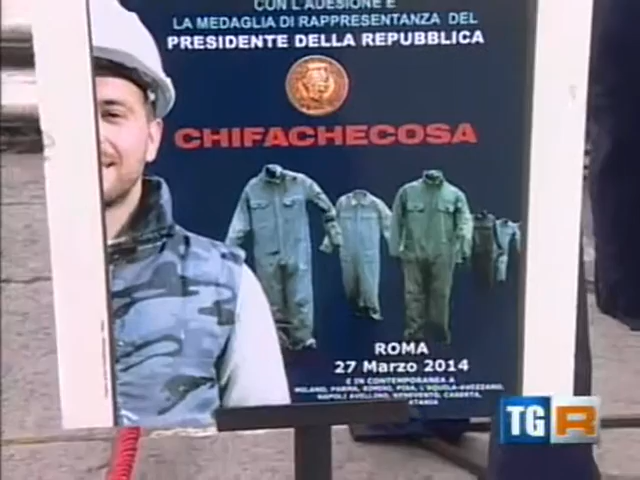 CON L'ADESIONE E
LA MEDAGLIA DI RAPPRESENTANZA DEL
PRESIDENTE DELLA REPUBBLICA
CHIFACHECOSA
ROMA
27 Marzo 2014
E IN CONTEMPORANEA A
MILANO, PARMA, RIMINI, PISA, L'AQUILA-AVEZZANO,
NAPOLI AVELLINO, BENEVENTO, CASERTA,
TGR